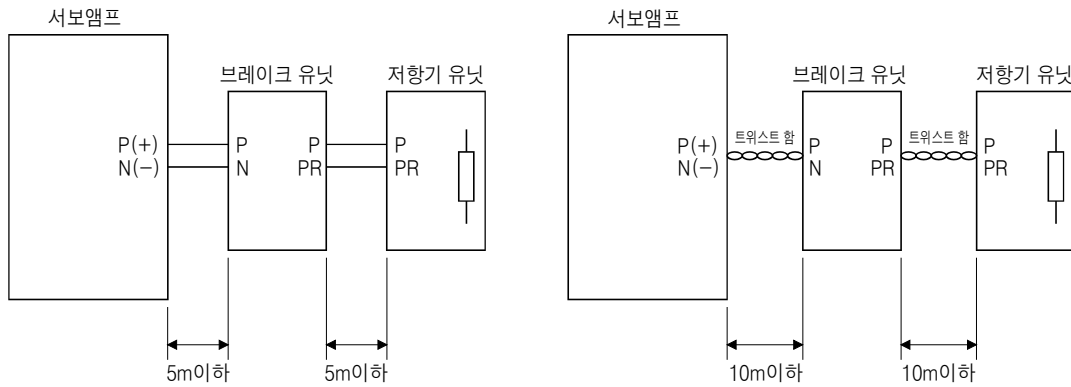 서보앰프
브레이크 유닛 저항기 유닛
P(+) P P P
N(−) N PR PR
5m이하 5m이하
서보앰프
브레이크 유닛 저항기 유닛
트위스트 함 트위스트 함
P(+) P P P
N(−) N PR PR
10m이하 10m이하